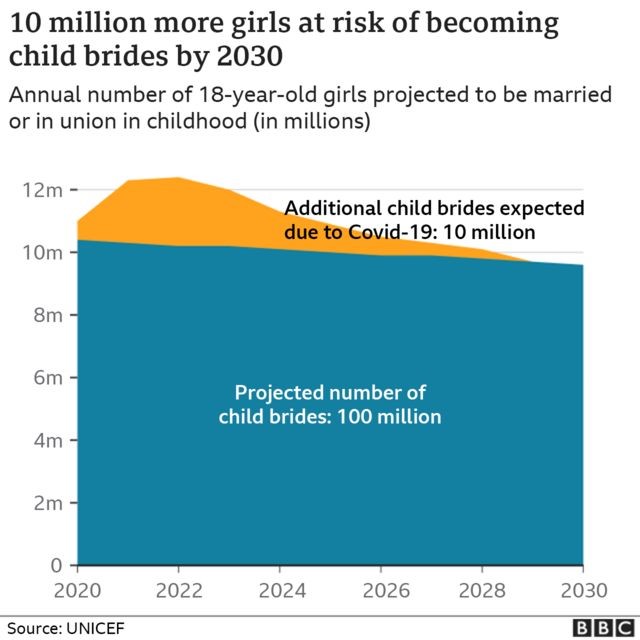 10 million more girls at risk of becoming
child brides by 2030
Annual number of 18-year-old girls projected to be married
or in union in childhood (in millions)
12m
Additional child brides expected
due to Covid-19: 10 million
10m
8m
6m
Projected number of
child brides: 100 million
4m
2m
0
2020 2022 2024 2026 2028 2030
Source: UNICEF
BBC